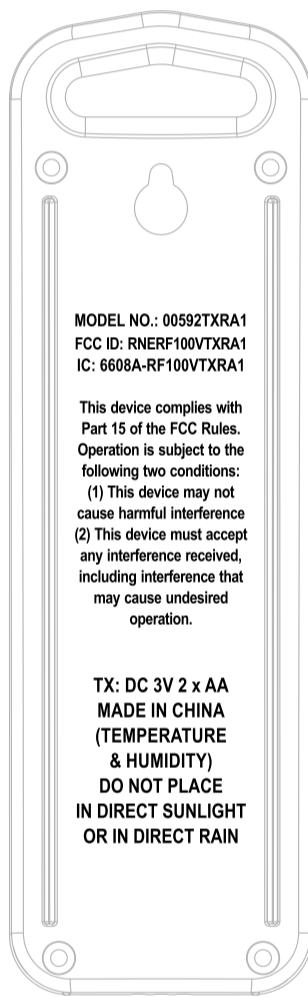 MODEL NO.: 00592TXRA1
FCC ID: RNERF100VTXRA1
IC: 6608A-RF100VTXRA1
This device complies with
Part 15 of the FCC Rules.
Operation is subject to the
following two conditions:
(1) This device may not
cause harmful interference
(2) This device must accept
any interference received,
including interference that
may cause undesired
operation.
TX: DC 3V 2 x AA
MADE IN CHINA
(TEMPERATURE
& HUMIDITY)
DO NOT PLACE
IN DIRECT SUNLIGHT
OR IN DIRECT RAIN